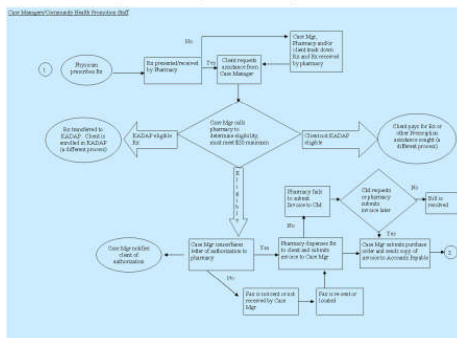 Case Managers/Community Health Promotion Staff
No
Case Mgr,
Pharmacy and/or
client track down
Rx and Rx received
by pharmacy
1
Physician
prescribes Rx
Rx presented/received
by Pharmacy
Yes
Client requests
assistance from
Case Manager
Case Mgr calls
pharmacy to
determine eligibility,
must meet $20 minimum
Rx transferred to
KADAP. Client is
enrolled in KADAP
(a different process)
KADAP eligible
Rx
Client not KADAP
eligible
Client pays for Rx or
other Prescription
assistance sought (a
different process)
Eligible
Pharmacy fails
to submit
Invoice to CM
CM requests
or pharmacy
submits
invoice later
No
Bill is
resolved
No
Yes
Case Mgr notifies
client of
authorization
Case Mgr
letter of authorization to
pharmacy
Yes
Pharmacy dispenses Rx
to client and submits
invoice to Case Mgr
Case Mgr submits purchase
order and sends copy of
invoice to Accounts Payable
2
No
Fax is not sent or not
received by Case
Mgr
Fax is re-sent or
located